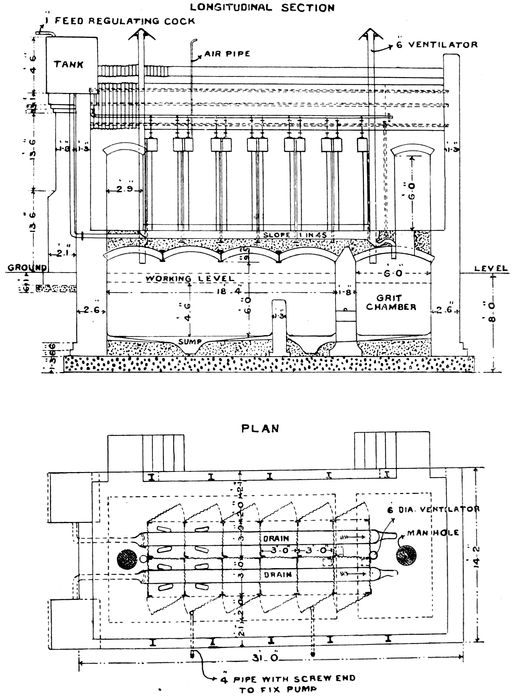 LONGITUDINAL SECTION
1" FEED REGULATING COCK
TANK
AIR PIPE
6" VENTILATOR
4'.6"
13'.6"
13'.6"
2'.9"
6'.0"
SLOPE 1 IN 45
GROUND
LEVEL
2'.1"
WORKING LEVEL
18'.4"
1'.8"
6'.0"
GRIT
CHAMBER
2'.6"
4'.6"
6'.0"
1'.3"
2'.6"
8'.0"
SUMP
PLAN
6" DIA. VENTILATOR
MAN HOLE
DRAIN
3'.0"
3'.0"
DRAIN
14'.2"
31'.0"
4" PIPE WITH SCREW END
TO FIX PUMP